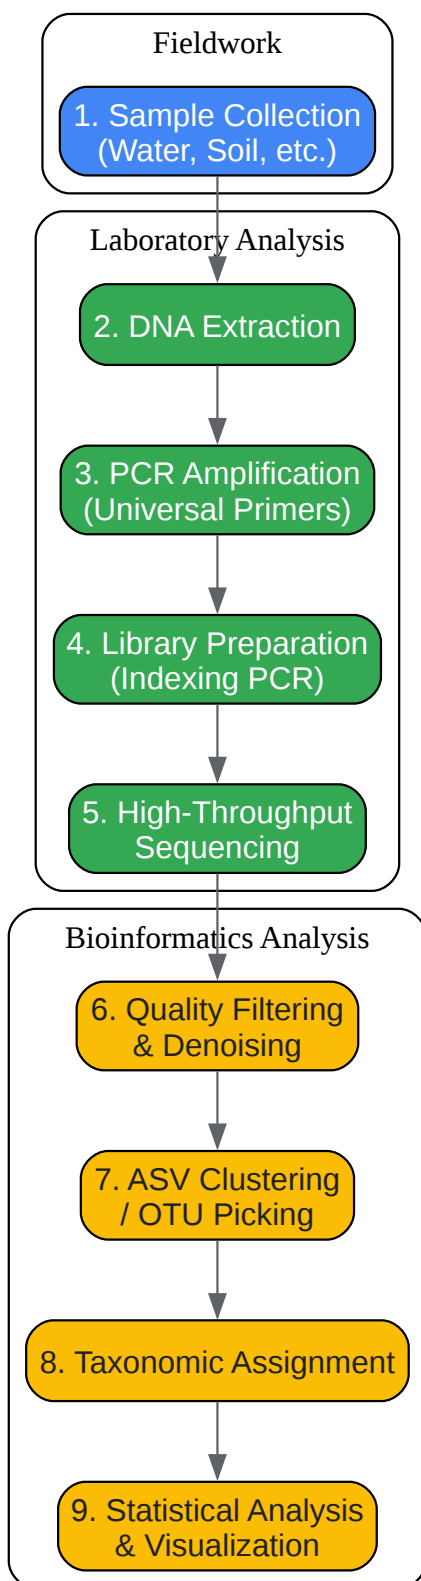 Fieldwork
1. Sample Collection
(Water, Soil, etc.)
Laboratory Analysis
2. DNA Extraction
3. PCR Amplification
(Universal Primers)
4. Library Preparation
(Indexing PCR)
5. High-Throughput
Sequencing
Bioinformatics Analysis
6. Quality Filtering
& Denoising
7. ASV Clustering
/ OTU Picking
8. Taxonomic Assignment
9. Statistical Analysis
& Visualization